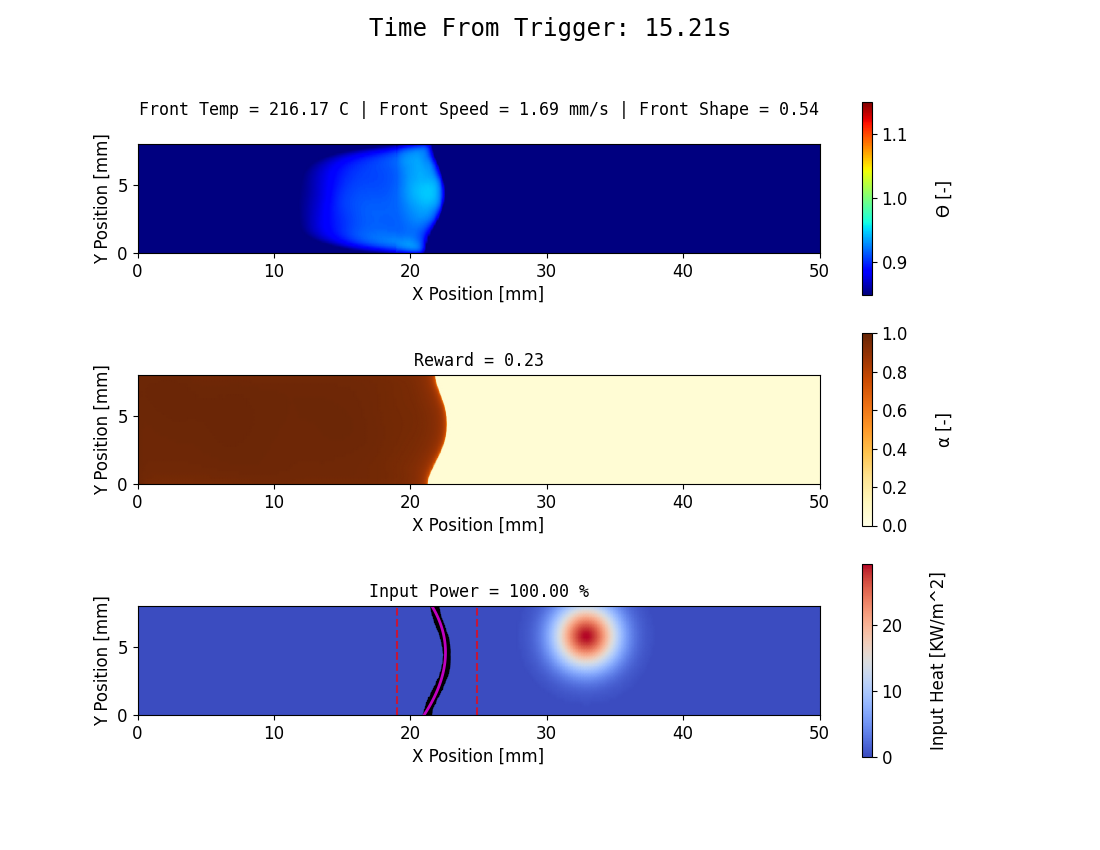 Time From Trigger: 15.21s
Front Temp = 216.17 C | Front Speed = 1.69 mm/s | Front Shape = 0.54
Y Position [mm]
5
0
0 10 20 30 40 50
X Position [mm]
1.1
1.0
0.9
Θ [-]
Reward = 0.23
Y Position [mm]
5
0
0 10 20 30 40 50
X Position [mm]
1.0
0.8
0.6
0.4
0.2
0.0
α [-]
Input Power = 100.00 %
Y Position [mm]
5
0
0 10 20 30 40 50
X Position [mm]
20
10
0
Input Heat [KW/m^2]